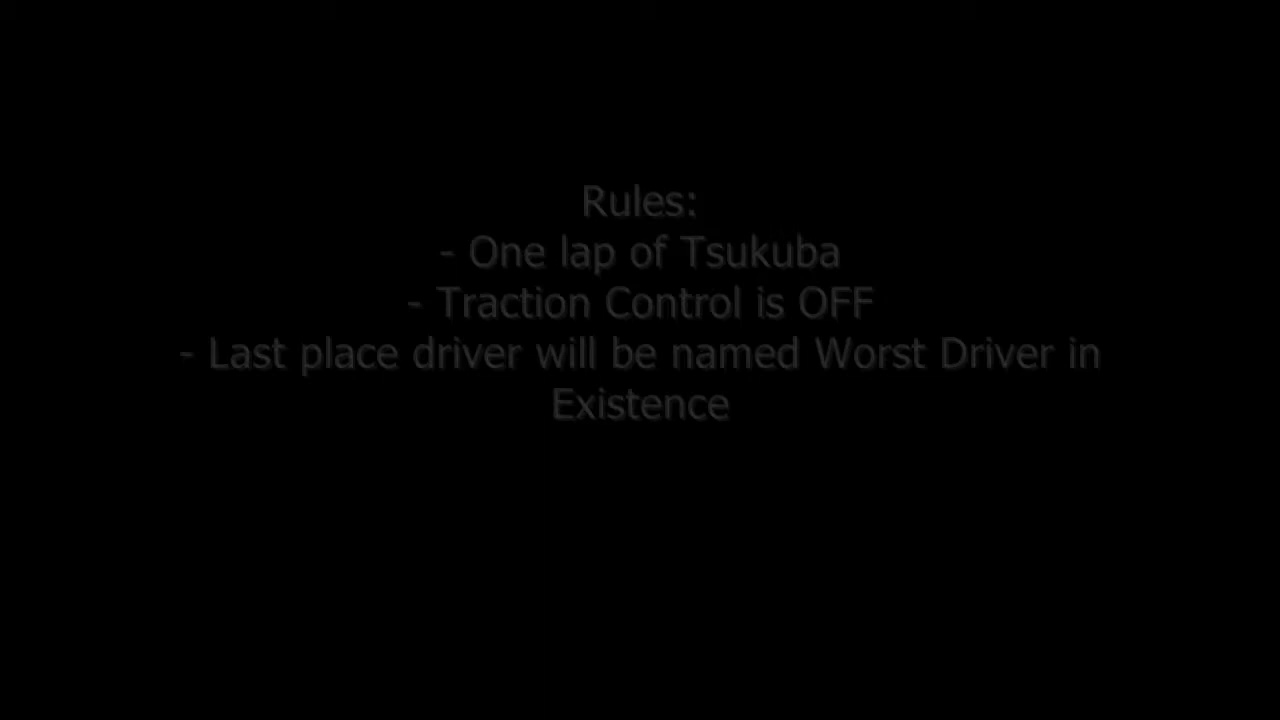 Rules:
- One lap of Tsukuba
- Traction Control is OFF
- Last place driver will be named Worst Driver in
Existence